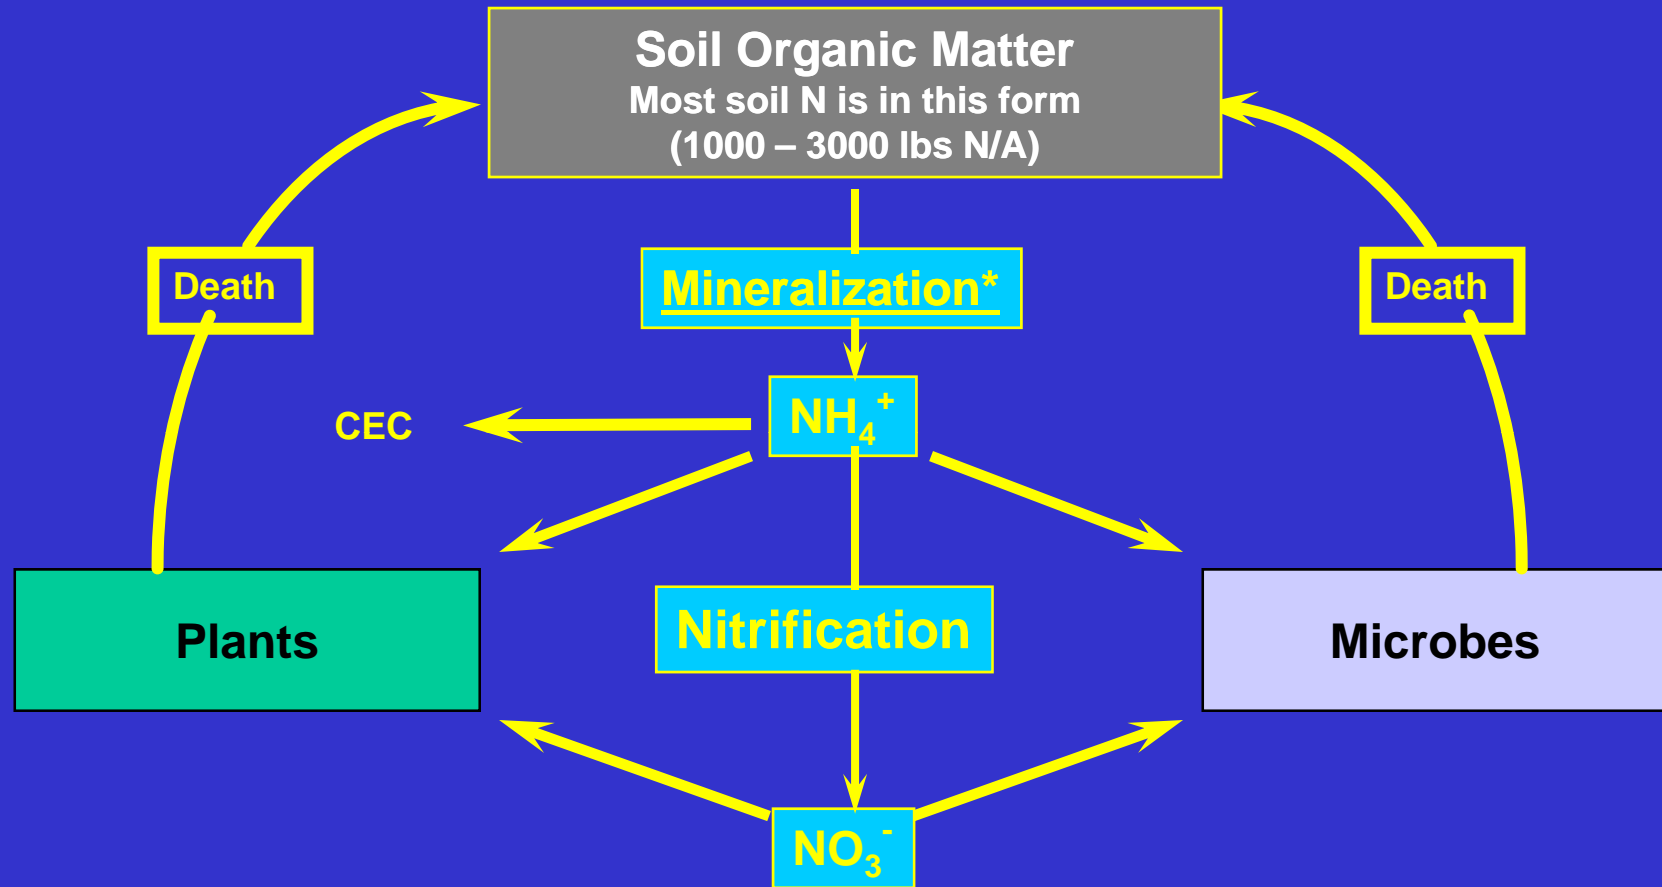 Soil Organic Matter
Most soil N is in this form
(1000 – 3000 lbs N/A)
Death
Mineralization*
Death
CEC
NH₄⁺
Plants
Nitrification
Microbes
NO₃⁻